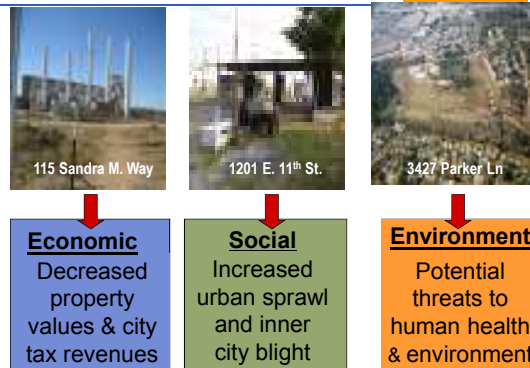 115 Sandra M. Way
1201 E. 11th St.
3427 Parker Ln
Economic
Decreased
property
values & city
tax revenues
Social
Increased
urban sprawl
and inner
city blight
Environment
Potential
threats to
human health
& environment